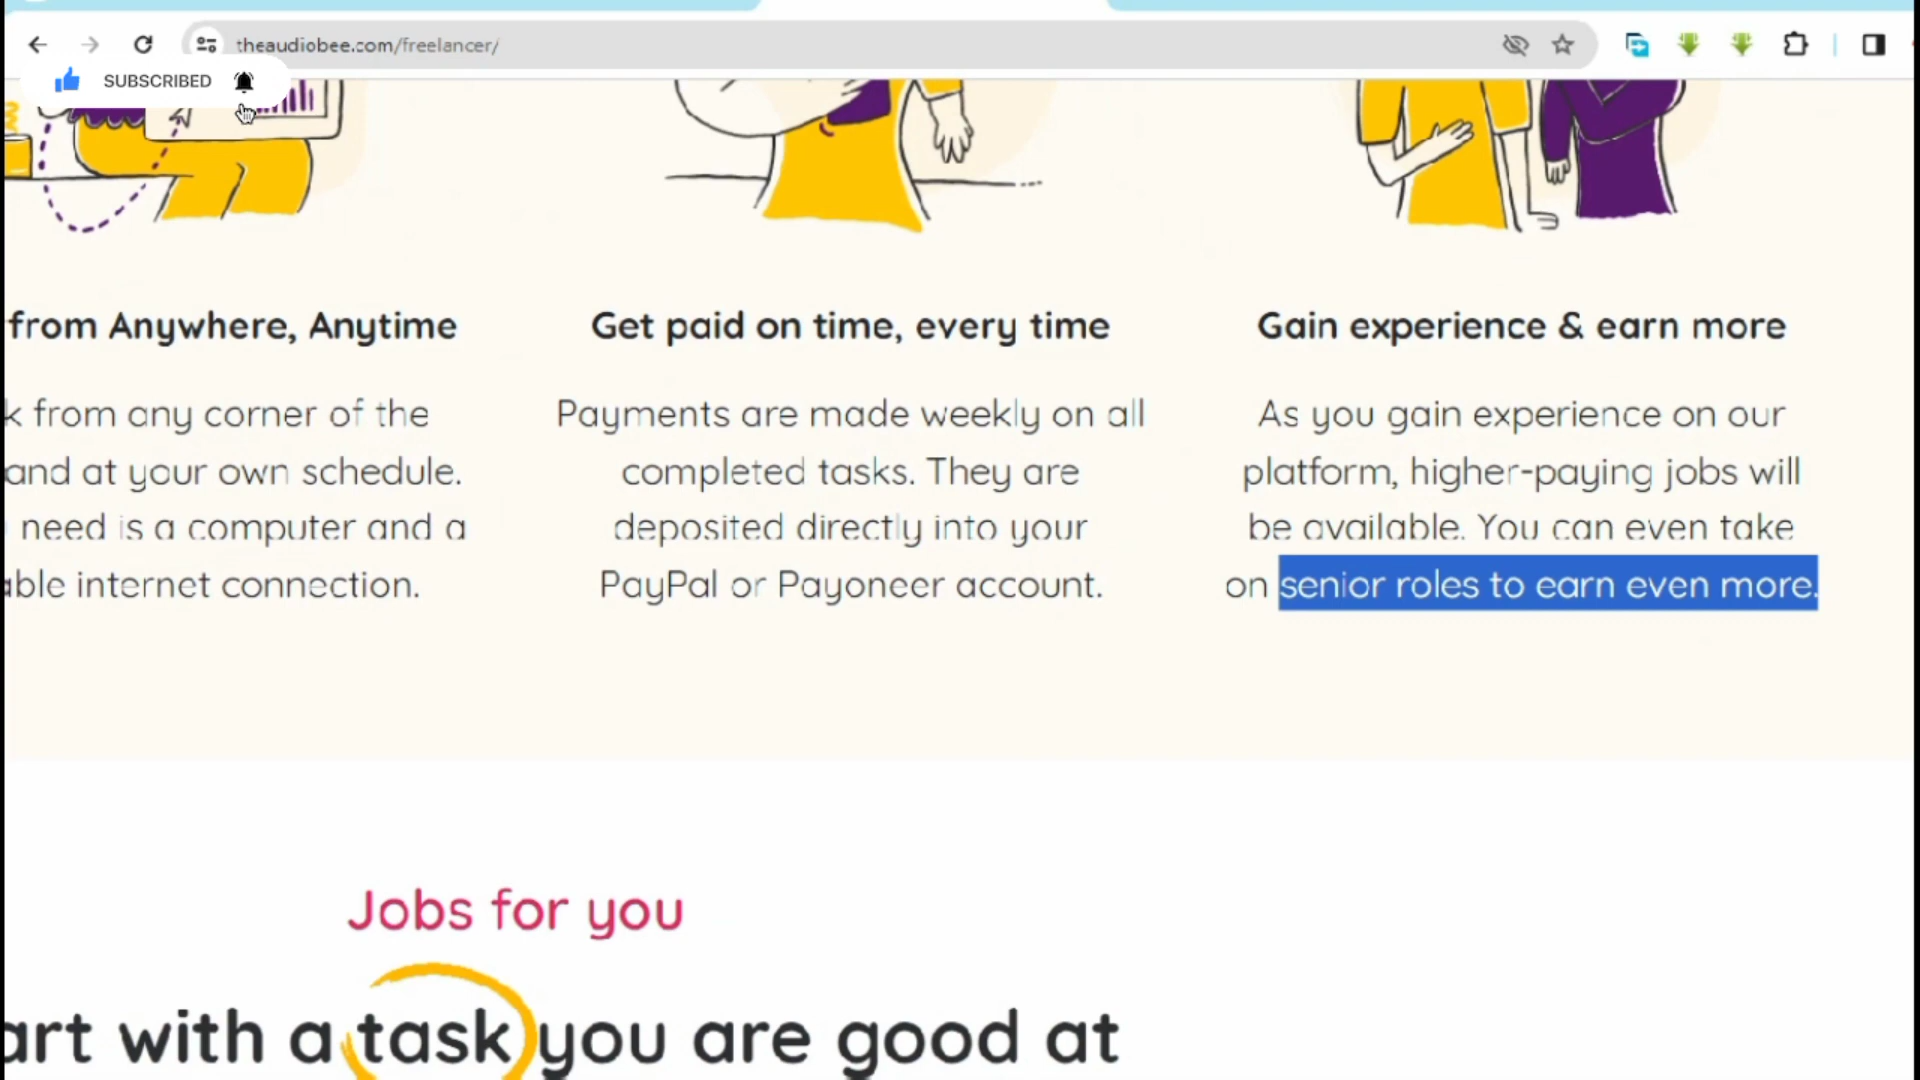 theaudiobee.com/freelancer/
SUBSCRIBED
from Anywhere, Anytime
from any corner of the
and at your own schedule.
need is a computer and a
internet connection.
Get paid on time, every time
Payments are made weekly on all
completed tasks. They are
deposited directly into your
PayPal or Payoneer account.
Gain experience & earn more
As you gain experience on our
platform, higher-paying jobs will
be available. You can even take
on senior roles to earn even more.
Jobs for you
with a task you are good at